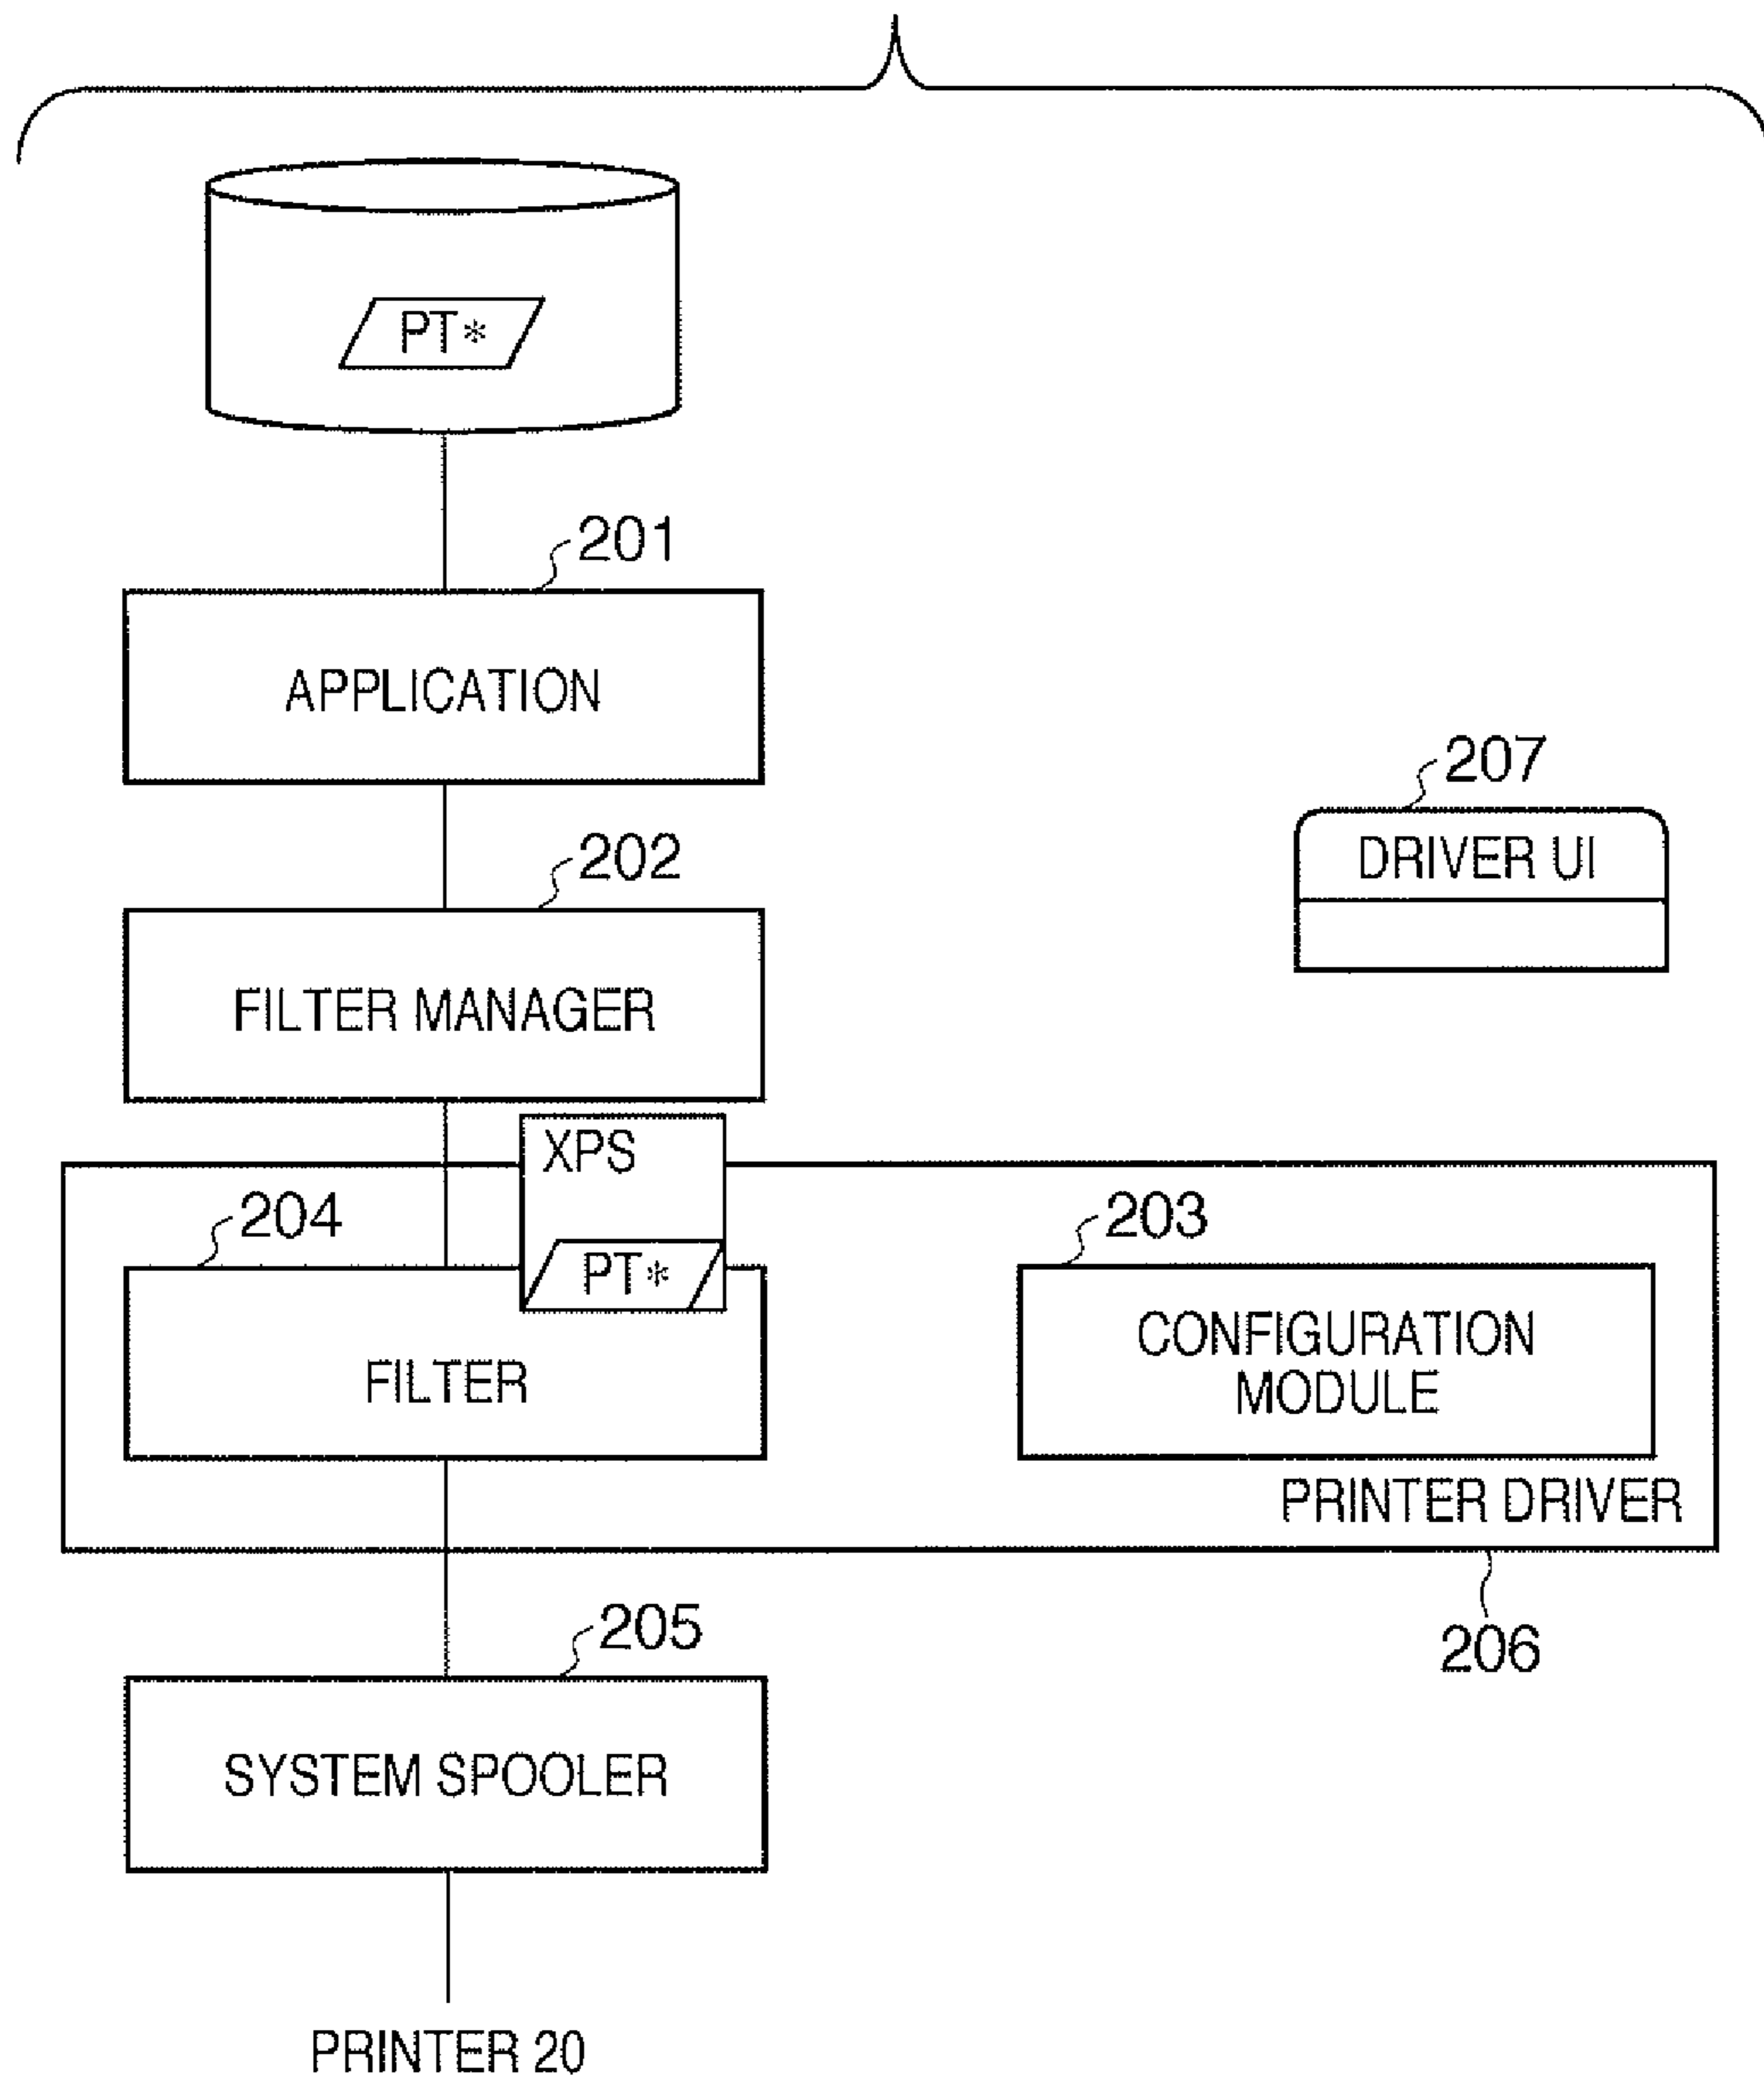 PT*
201
APPLICATION
207
DRIVER UI
202
FILTER MANAGER
XPS
PT*
204
FILTER
203
CONFIGURATION
MODULE
PRINTER DRIVER
206
205
SYSTEM SPOOLER
PRINTER 20